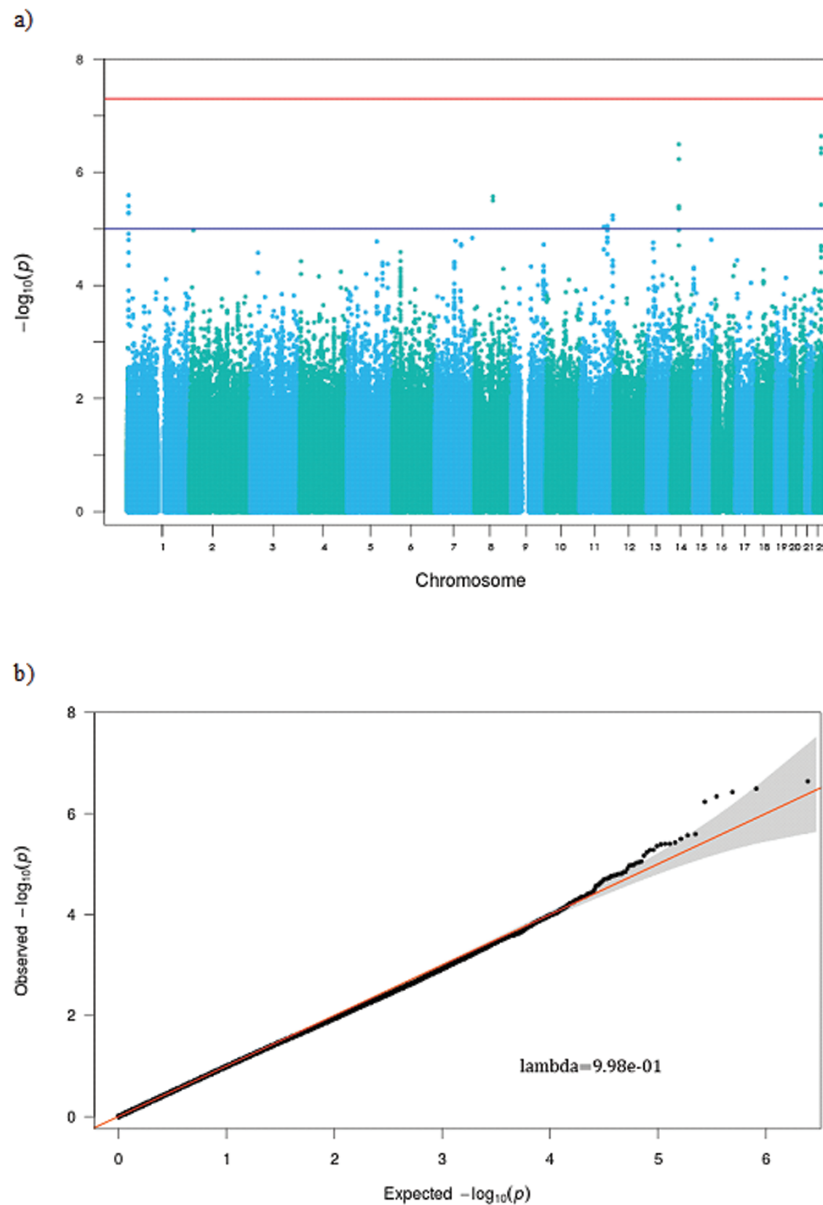 a)
8
6
4
2
0
−log10(p)
1 2 3 4 5 6 7 8 9 10 11 12 13 14 15 16 17 18 19 20 21
Chromosome
b)
8
6
4
2
0
Observed −log10(p)
lambda=9.98e-01
0 1 2 3 4 5 6
Expected −log10(p)